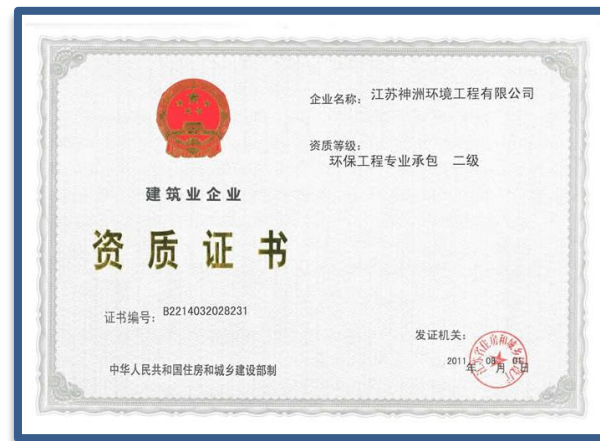 建筑业企业
资质证书
证书编号：B2214032028231
中华人民共和国住房和城乡建设部制
企业名称：江苏神洲环境工程有限公司
资质等级：
环保工程专业承包 二级
发证机关：
2011年 月 01日